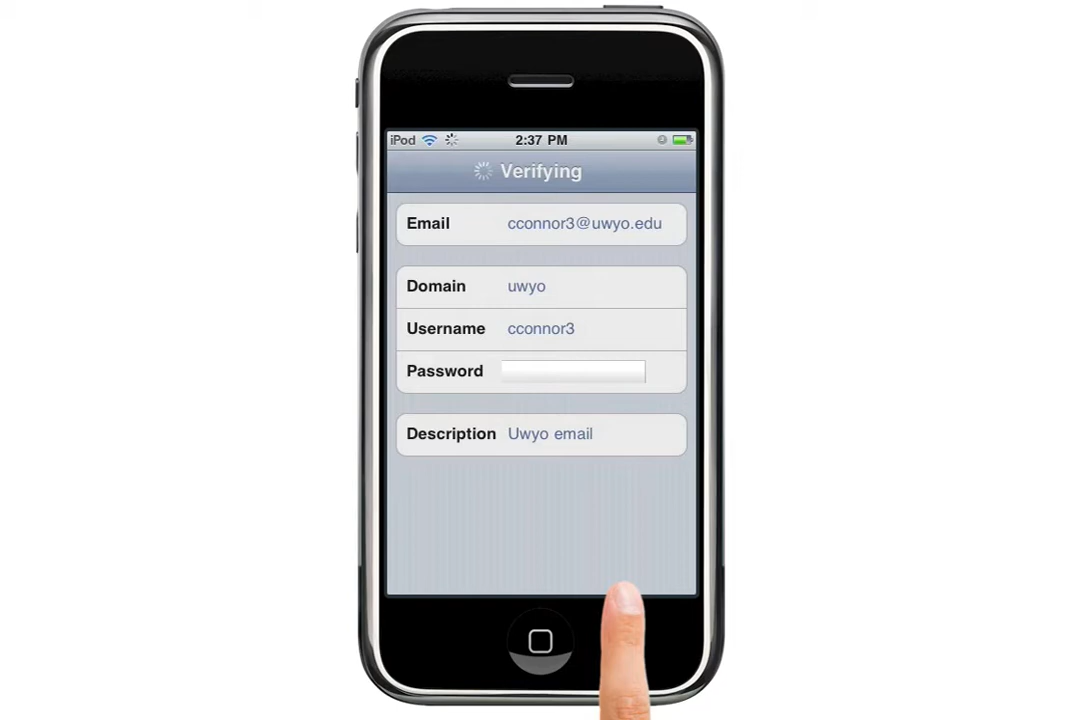 iPod 2:37 PM
Verifying
Email cconnor3@uwyo.edu
Domain uwyo
Username cconnor3
Password
Description Uwyo email